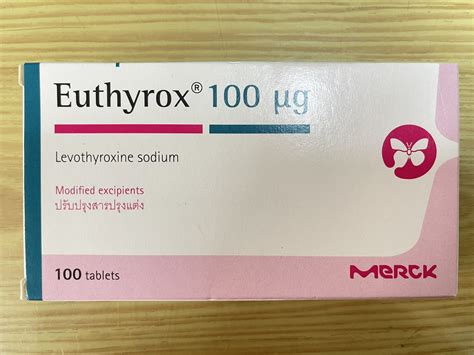 Euthyrox® 100 µg
Levothyroxine sodium
Modified excipients
ปรับปรุงสารปรุงแต่ง
100 tablets
MERCK